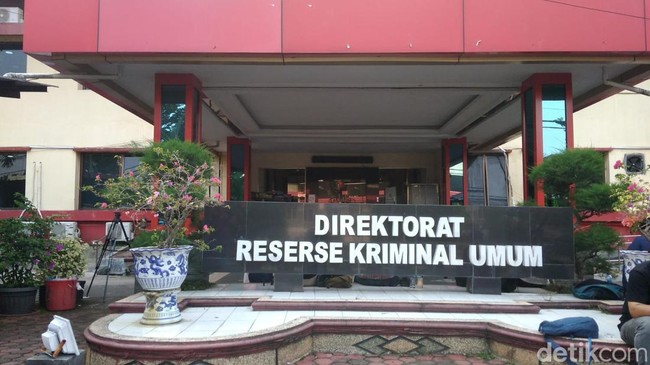 DIREKTORAT
RESERSE KRIMINAL UMUM
detikcom